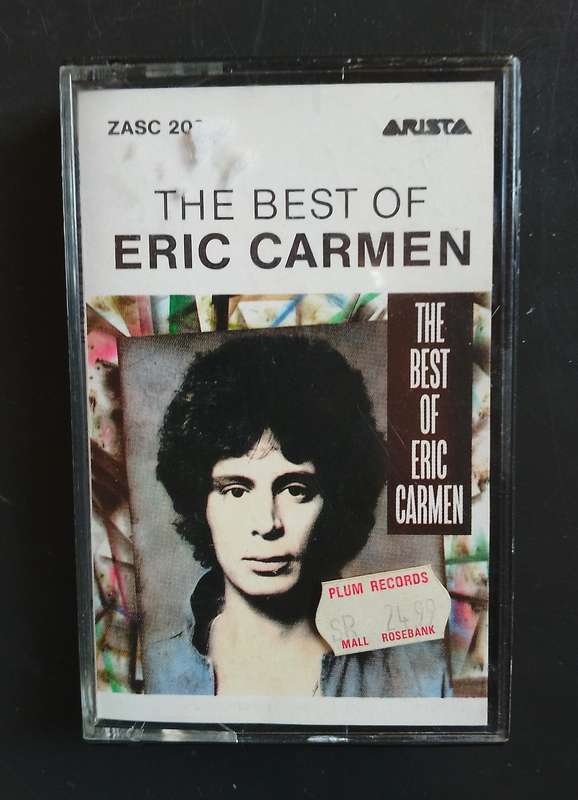 ZASC 20
ARISTA
THE BEST OF
ERIC CARMEN
THE
BEST
OF
ERIC
CARMEN
PLUM RECORDS
SR 24.99
MALL ROSEBANK